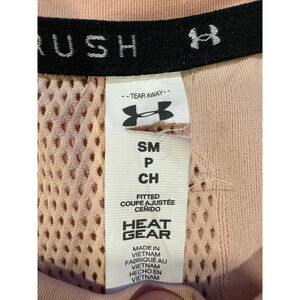 RUSH
--TEAR AWAY--
SM
P
CH
FITTED
COUPE AJUSTÉE
CEÑIDO
HEAT
GEAR
MADE IN
VIETNAM
FABRIQUÉ AU
VIETNAM
HECHO EN
VIETNAM